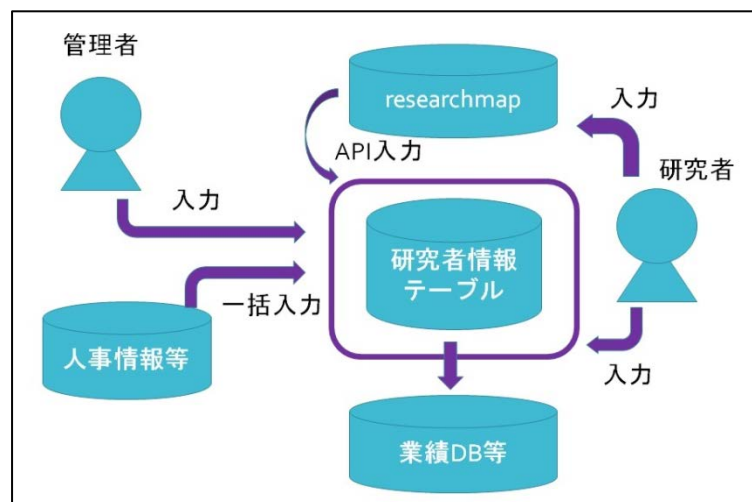 管理者
researchmap
入力
API入力
研究者
入力
研究者情報
テーブル
一括入力
人事情報等
入力
業績DB等